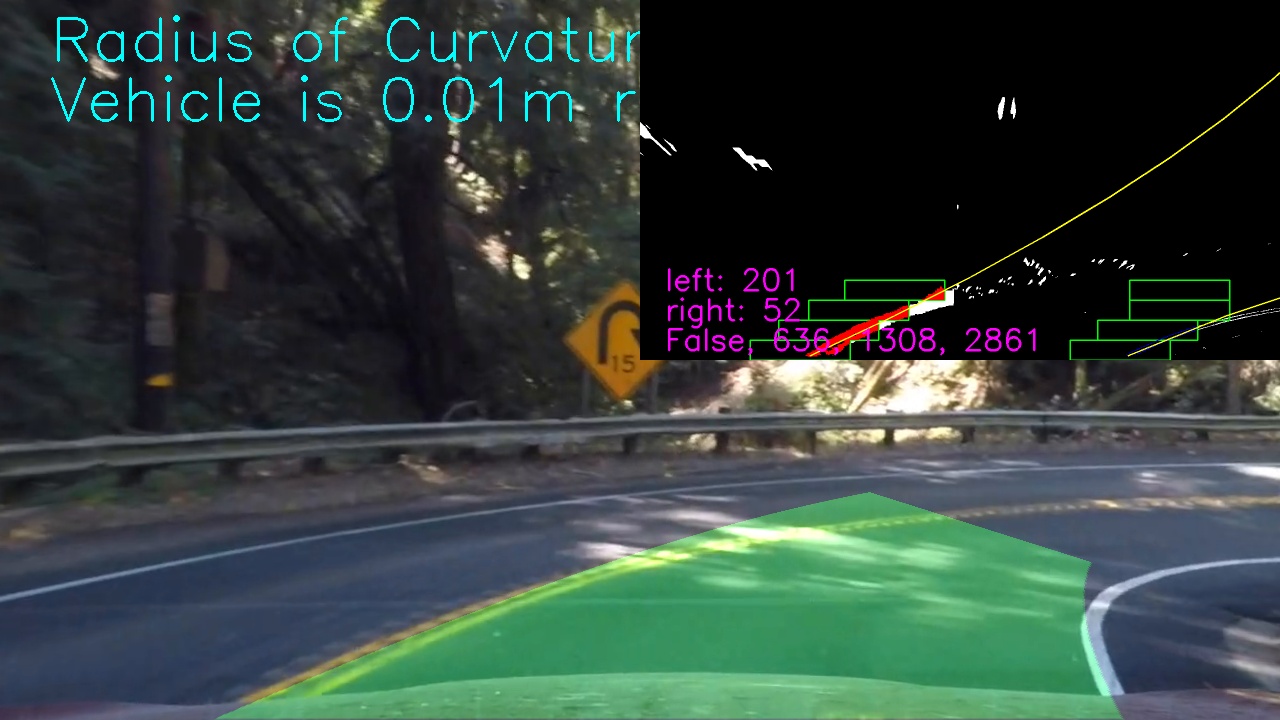 Radius of Curvatur
Vehicle is 0.01m r
left: 201
right: 52
False, 636, 1308, 2861
15